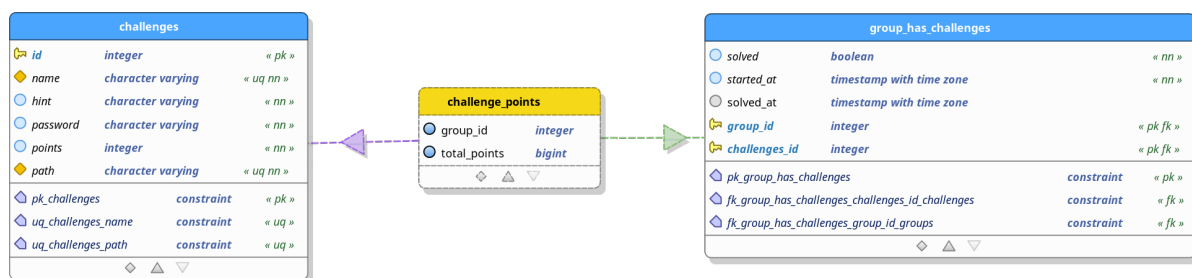 challenges
id integer « pk »
name character varying « uq nn »
hint character varying « nn »
password character varying « nn »
points integer « nn »
path character varying « uq nn »
pk_challenges constraint « pk »
uq_challenges_name constraint « uq »
uq_challenges_path constraint « uq »
challenge_points
group_id integer
total_points bigint
group_has_challenges
solved boolean « nn »
started_at timestamp with time zone « nn »
solved_at timestamp with time zone
group_id integer « pk fk »
challenges_id integer « pk fk »
pk_group_has_challenges constraint « pk »
fk_group_has_challenges_challenges_id_challenges constraint « fk »
fk_group_has_challenges_group_id_groups constraint « fk »